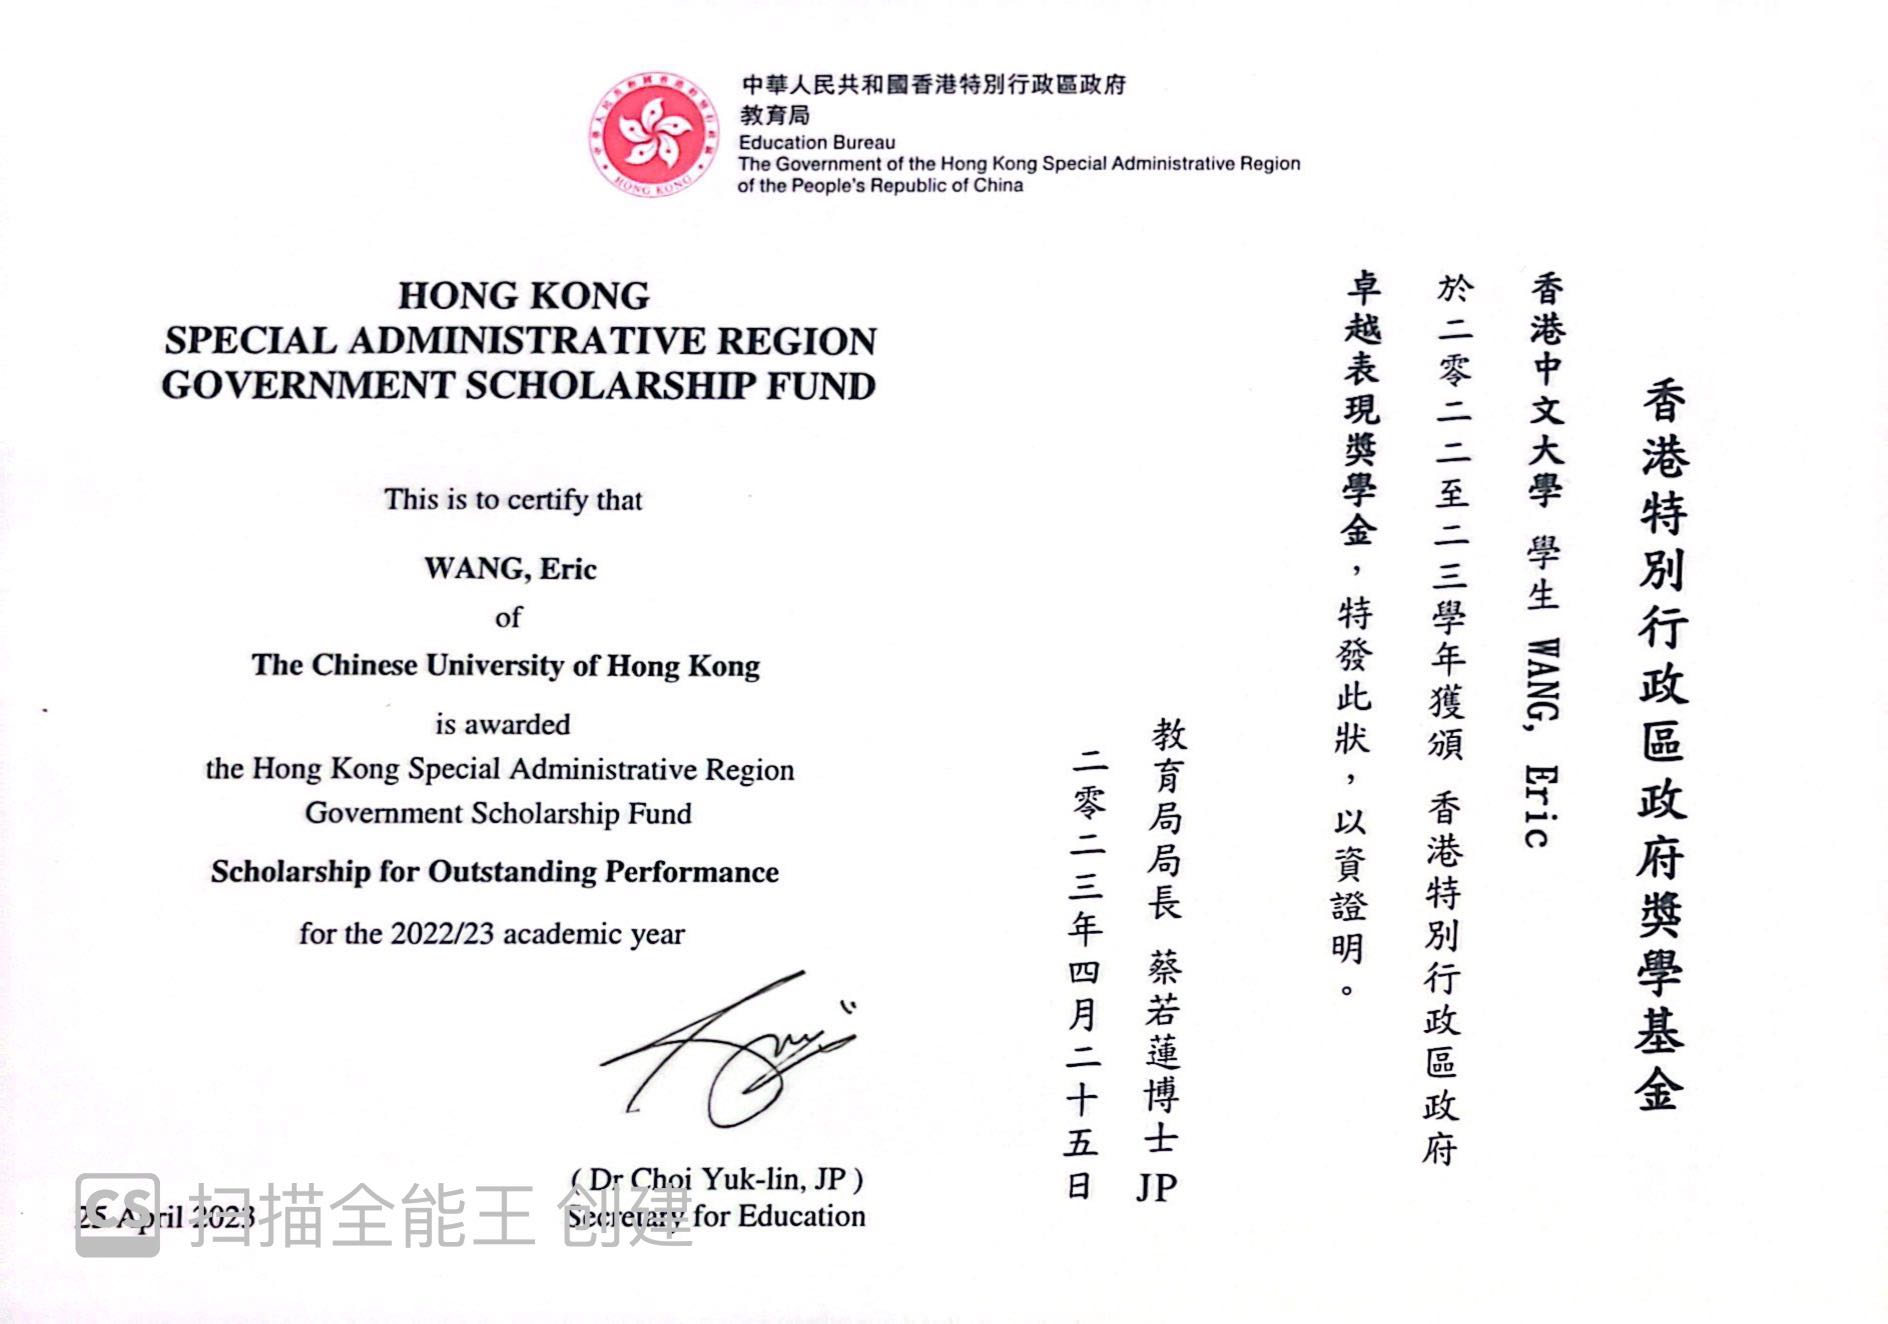 中華人民共和國香港特別行政區政府
教育局
Education Bureau
The Government of the Hong Kong Special Administrative Region
of the People's Republic of China
HONG KONG
HONG KONG
SPECIAL ADMINISTRATIVE REGION
GOVERNMENT SCHOLARSHIP FUND
This is to certify that
WANG, Eric
of
The Chinese University of Hong Kong
is awarded
the Hong Kong Special Administrative Region
Government Scholarship Fund
Scholarship for Outstanding Performance
for the 2022/23 academic year
( Dr Choi Yuk-lin, JP )
Secretary for Education
25 April 2023
香港特別行政區政府獎學基金
香港中文大學 學生 WANG, Eric
於二零二二至二三學年獲頒 香港特別行政區政府
卓越表現獎學金，特發此狀，以資證明。
教育局局長 蔡若蓮博士 JP
二零二三年四月二十五日
CS 扫描全能王 创建